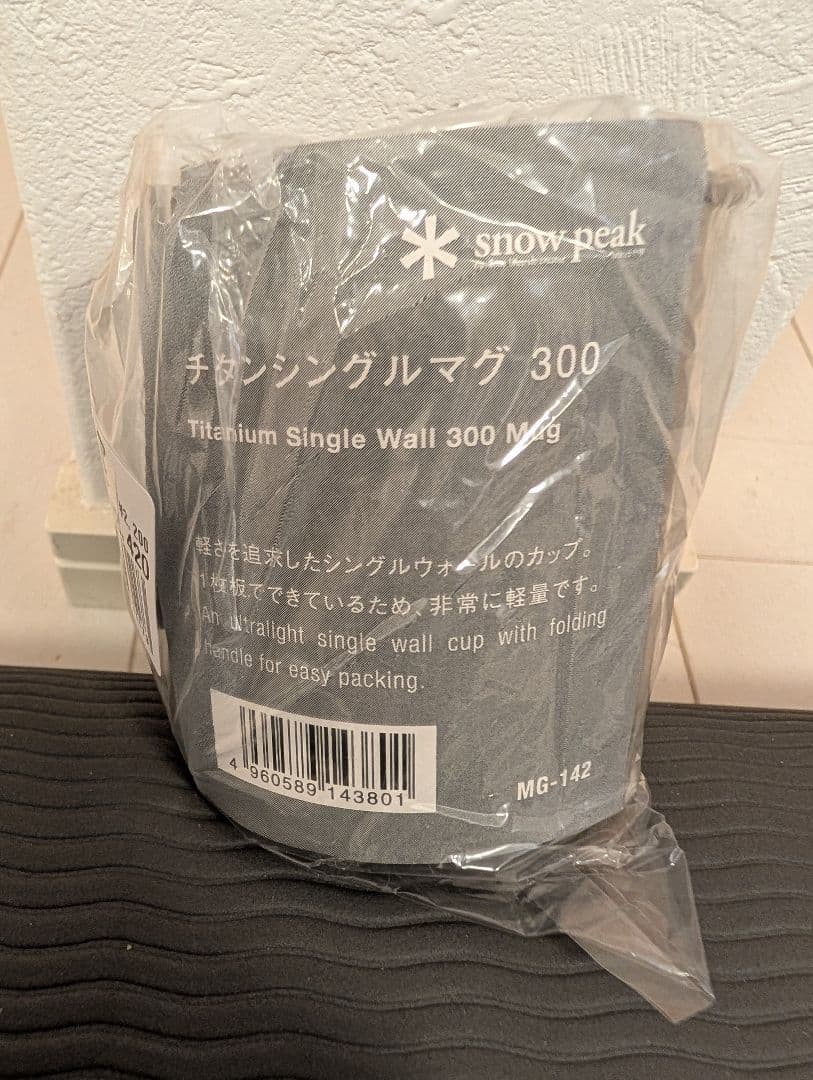 snow peak
チタンシングルマグ 300
Titanium Single Wall 300 Mug
軽さを追求したシングルウォールのカップ。
1枚板でできているため、非常に軽量です。
An ultralight single wall cup with folding
handle for easy packing.
4 960589 143801
MG-142
¥2,200
420